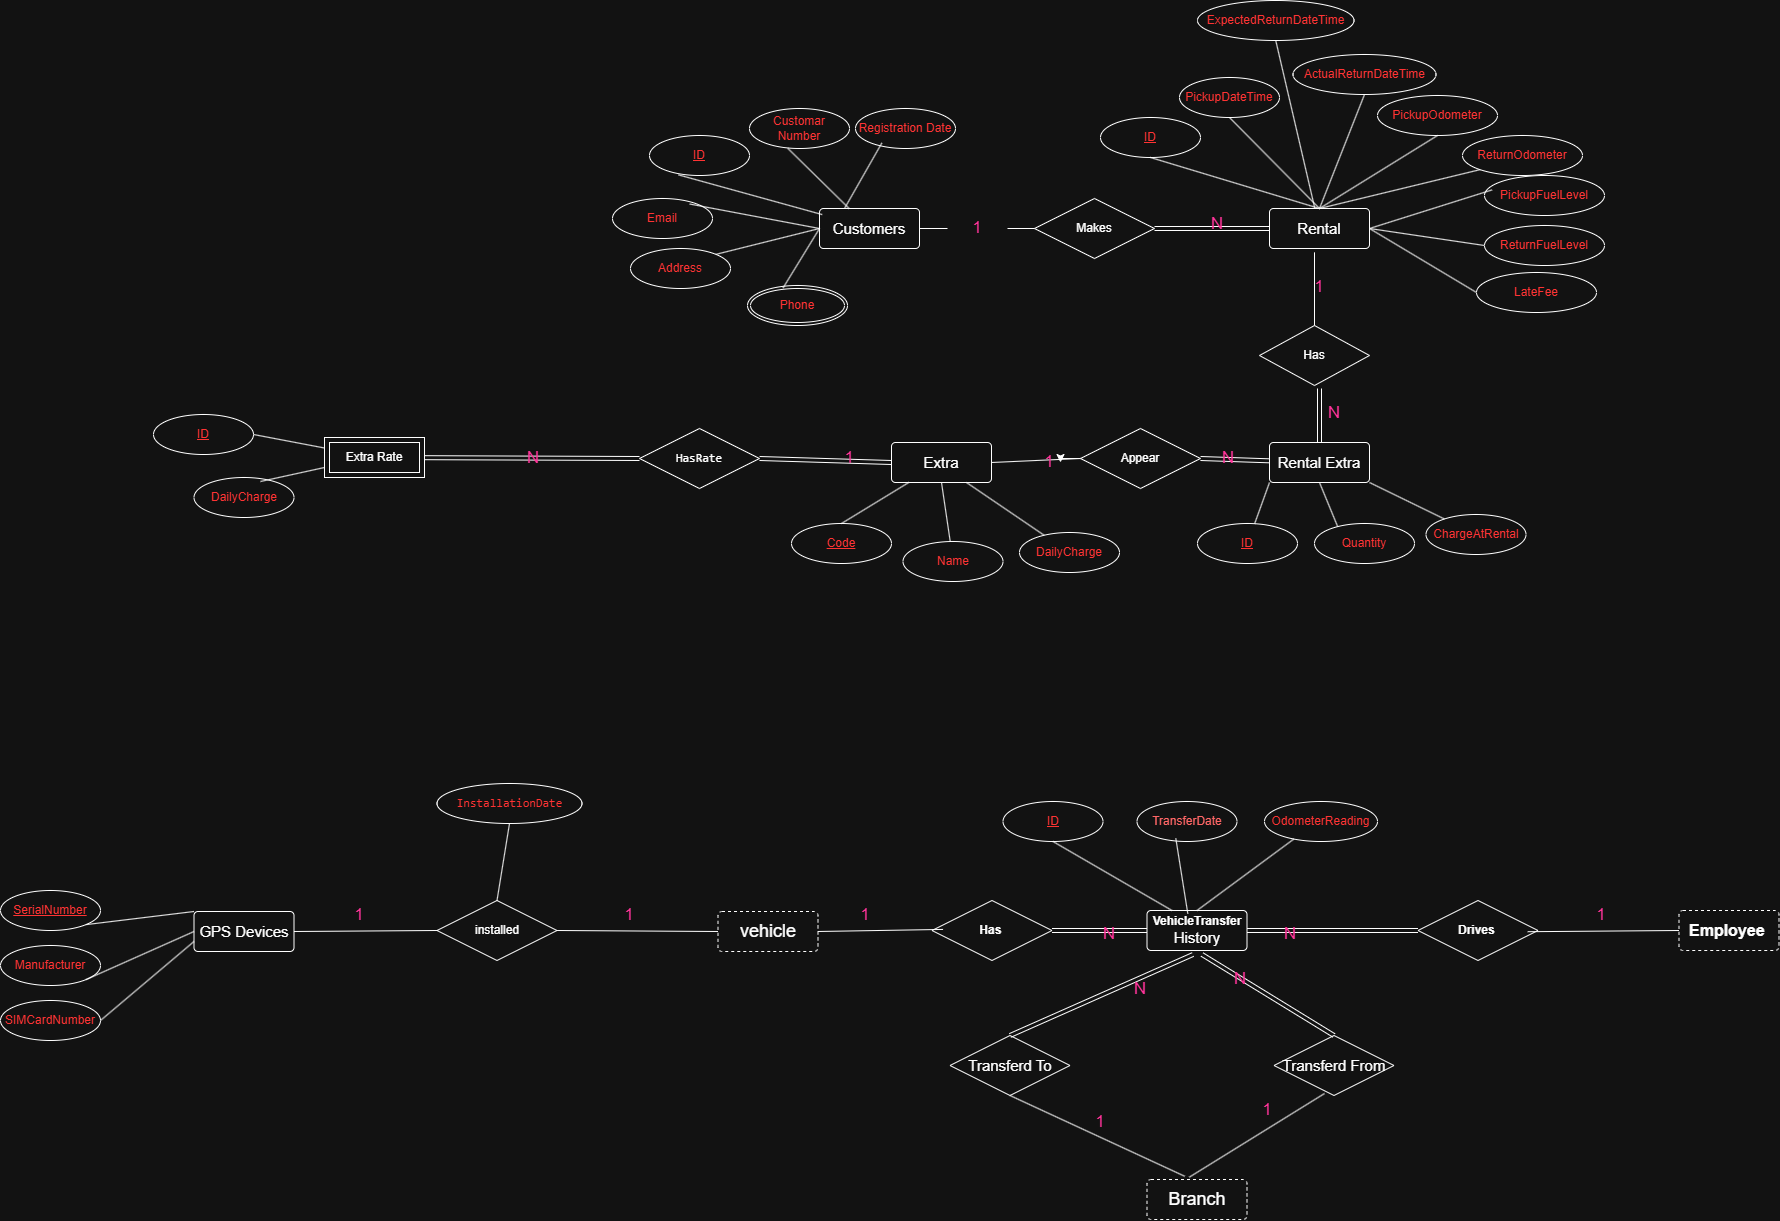 ExpectedReturnDateTime
ActualReturnDateTime
PickupDateTime
PickupOdometer
Customar
Number
Registration Date
ID
ID
ReturnOdometer
PickupFuelLevel
Email
Customers
1
Makes
N
Rental
ReturnFuelLevel
Address
LateFee
Phone
1
Has
N
ID
Extra Rate
N
HasRate
1
Extra
1
Appear
N
Rental Extra
DailyCharge
Code
Name
DailyCharge
ID
Quantity
ChargeAtRental
InstallationDate
ID
TransferDate
OdometerReading
SerialNumber
GPS Devices
1
installed
1
vehicle
1
Has
N
VehicleTransfer
History
N
Drives
1
Employee
Manufacturer
SIMCardNumber
N
N
Transferd To
Transferd From
1
1
Branch